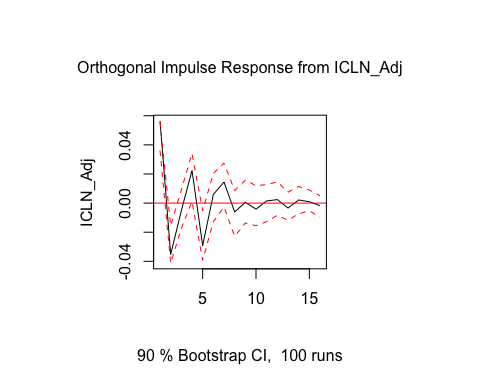 Orthogonal Impulse Response from ICLN_Adj
ICLN_Adj
0.04
0.00
-0.04
5 10 15
90 % Bootstrap CI,  100 runs